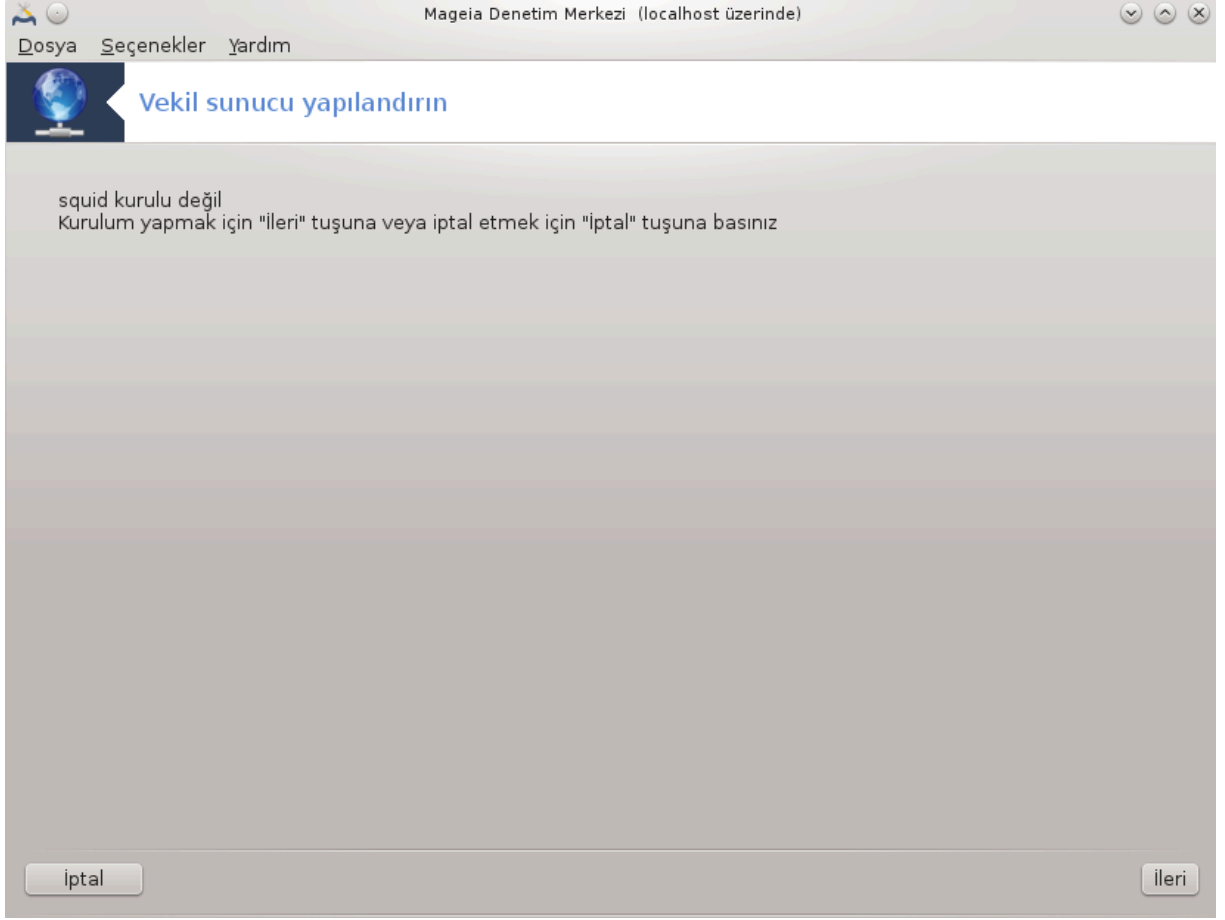 Mageia Denetim Merkezi (localhost üzerinde)
Dosya Seçenekler Yardım
Vekil sunucu yapılandırın
squid kurulu değil
Kurulum yapmak için "İleri" tuşuna veya iptal etmek için "İptal" tuşuna basınız
İptal İleri